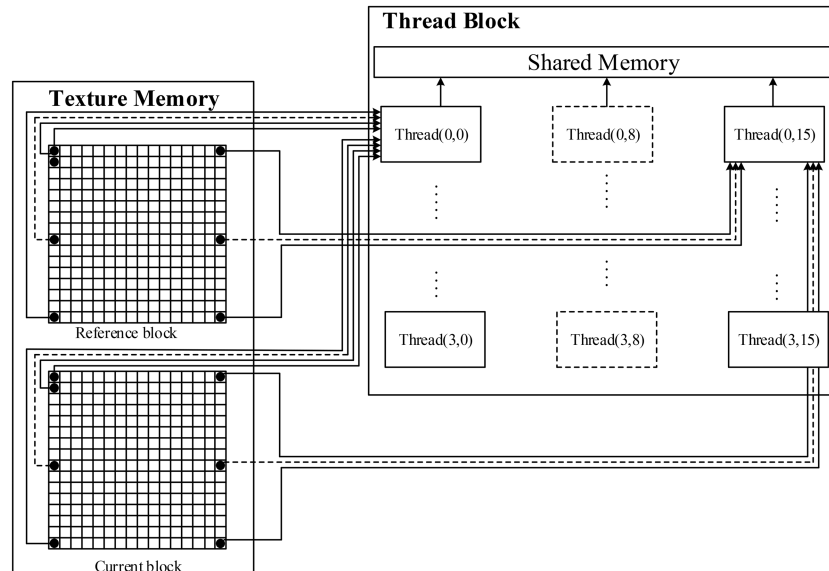 Thread Block
Shared Memory
Texture Memory
Thread(0,0)
Thread(0,8)
Thread(0,15)
Reference block
Thread(3,0)
Thread(3,8)
Thread(3,15)
Current block